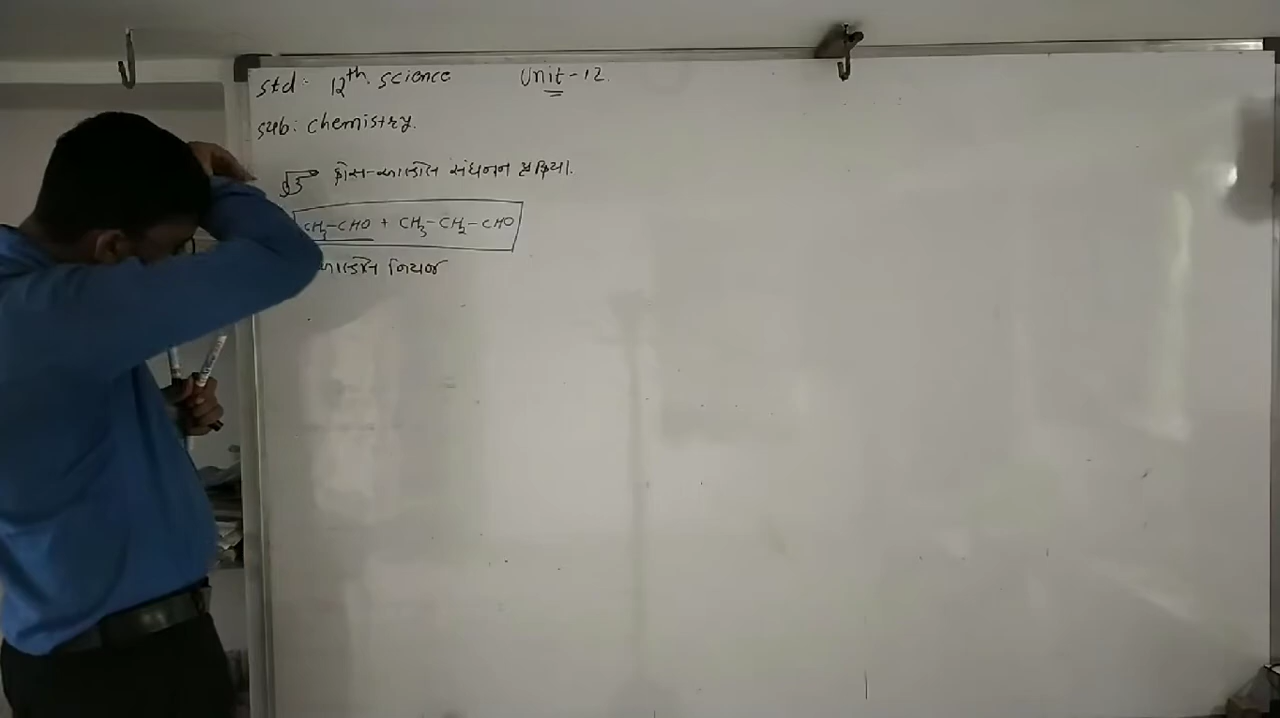 std: 12th science Unit-12.
sub: chemistry.
ક્રોસ-આલ્ડોલ સંઘનન પ્રક્રિયા.
CH3-CHO + CH3-CH2-CHO